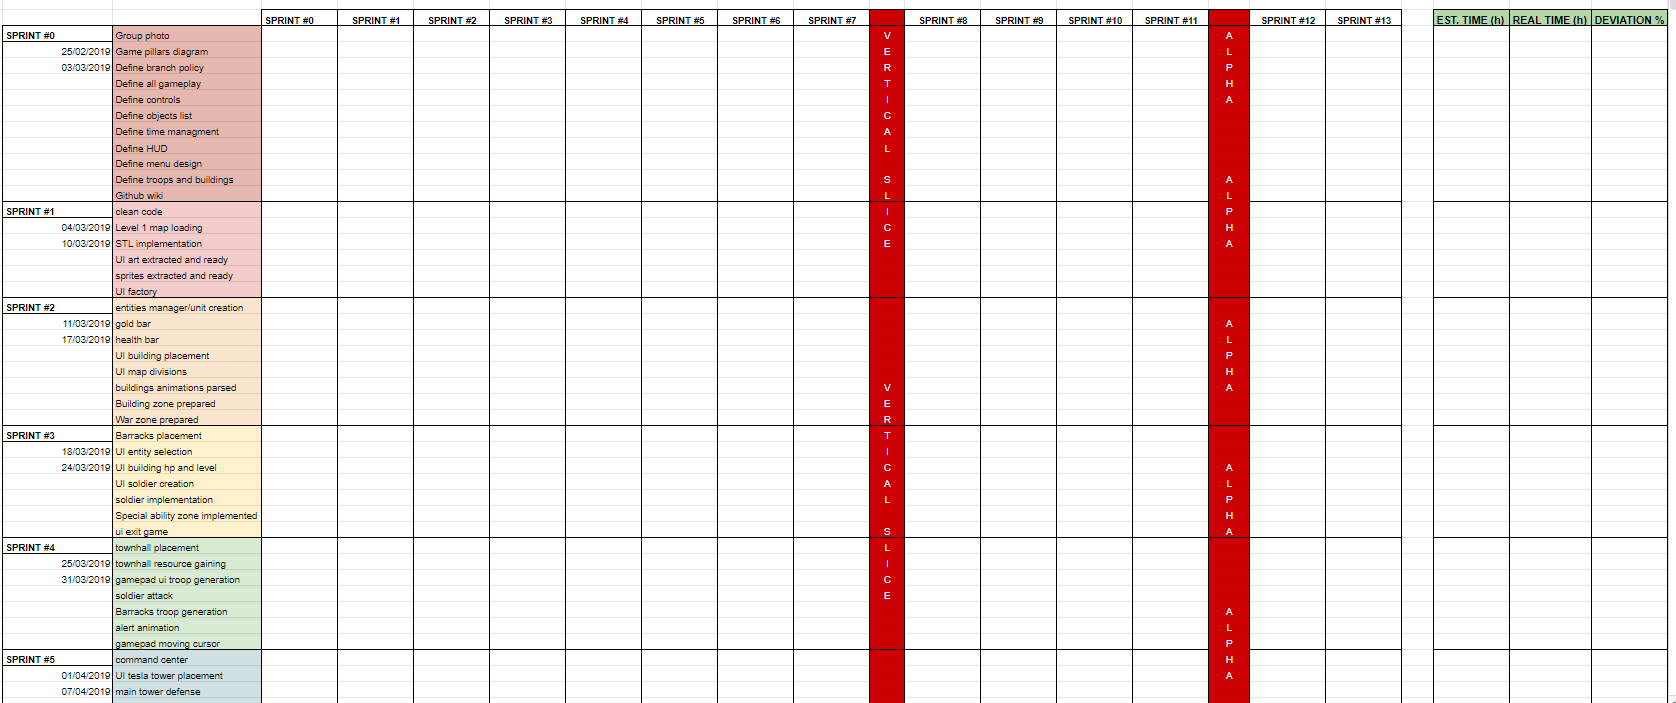 SPRINT #0 SPRINT #1 SPRINT #2 SPRINT #3 SPRINT #4 SPRINT #5 SPRINT #6 SPRINT #7 SPRINT #8 SPRINT #9 SPRINT #10 SPRINT #11 SPRINT #12 SPRINT #13 EST. TIME (h) REAL TIME (h) DEVIATION %
SPRINT #0 Group photo V A
25/02/2019 Game pillars diagram E L
03/03/2019 Define branch policy R P
Define all gameplay T H
Define controls I A
Define objects list C
Define time managment A
Define HUD L
Define menu design
Define troops and buildings S A
Github wiki L L
SPRINT #1 clean code I P
04/03/2019 Level 1 map loading C H
10/03/2019 STL implementation E A
UI art extracted and ready
sprites extracted and ready
UI factory
SPRINT #2 entities manager/unit creation
11/03/2019 gold bar A
17/03/2019 health bar L
UI building placement P
UI map divisions H
buildings animations parsed V A
Building zone prepared E
War zone prepared R
SPRINT #3 Barracks placement T
18/03/2019 UI entity selection I
24/03/2019 UI building hp and level C A
UI soldier creation A L
soldier implementation L P
Special ability zone implemented H
ui exit game S A
SPRINT #4 townhall placement L
25/03/2019 townhall resource gaining I
31/03/2019 gamepad ui troop generation C
soldier attack E
Barracks troop generation A
alert animation L
gamepad moving cursor P
SPRINT #5 command center H
01/04/2019 UI tesla tower placement A
07/04/2019 main tower defense